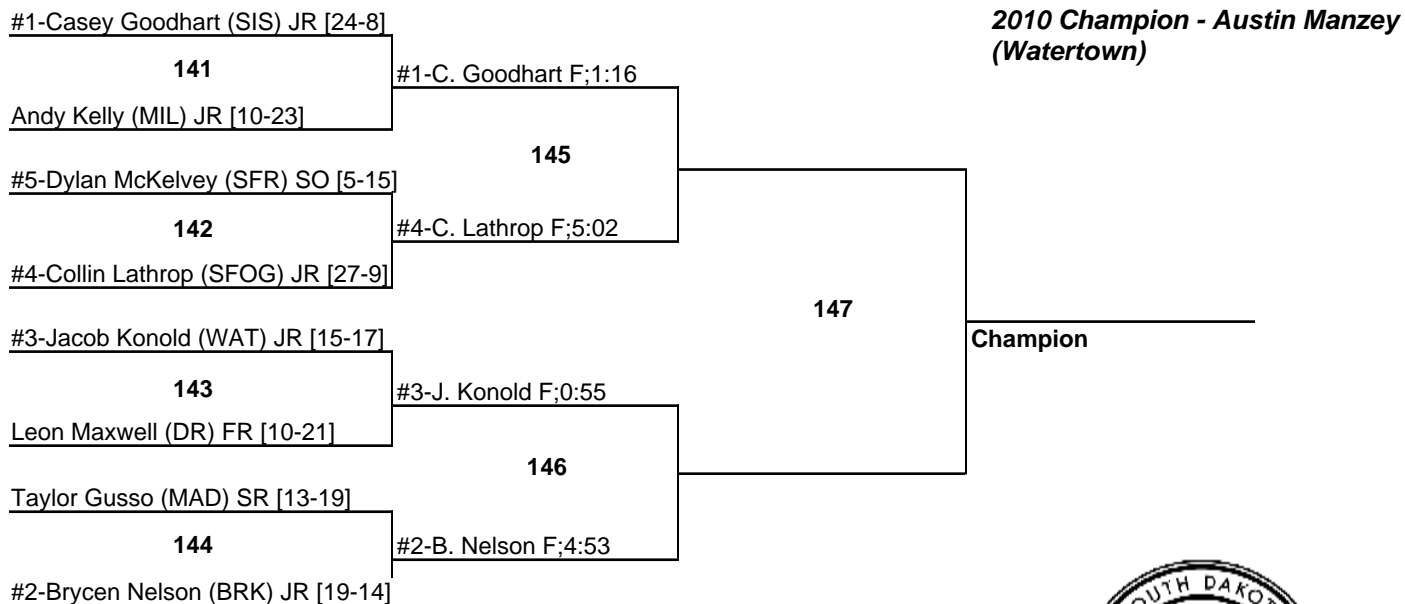 #1-Casey Goodhart (SIS) JR [24-8]
2010 Champion - Austin Manzey
(Watertown)
141
#1-C. Goodhart F;1:16
Andy Kelly (MIL) JR [10-23]
145
#5-Dylan McKelvey (SFR) SO [5-15]
142
#4-C. Lathrop F;5:02
#4-Collin Lathrop (SFOG) JR [27-9]
147
#3-Jacob Konold (WAT) JR [15-17]
Champion
143
#3-J. Konold F;0:55
Leon Maxwell (DR) FR [10-21]
146
Taylor Gusso (MAD) SR [13-19]
144
#2-B. Nelson F;4:53
#2-Brycen Nelson (BRK) JR [19-14]